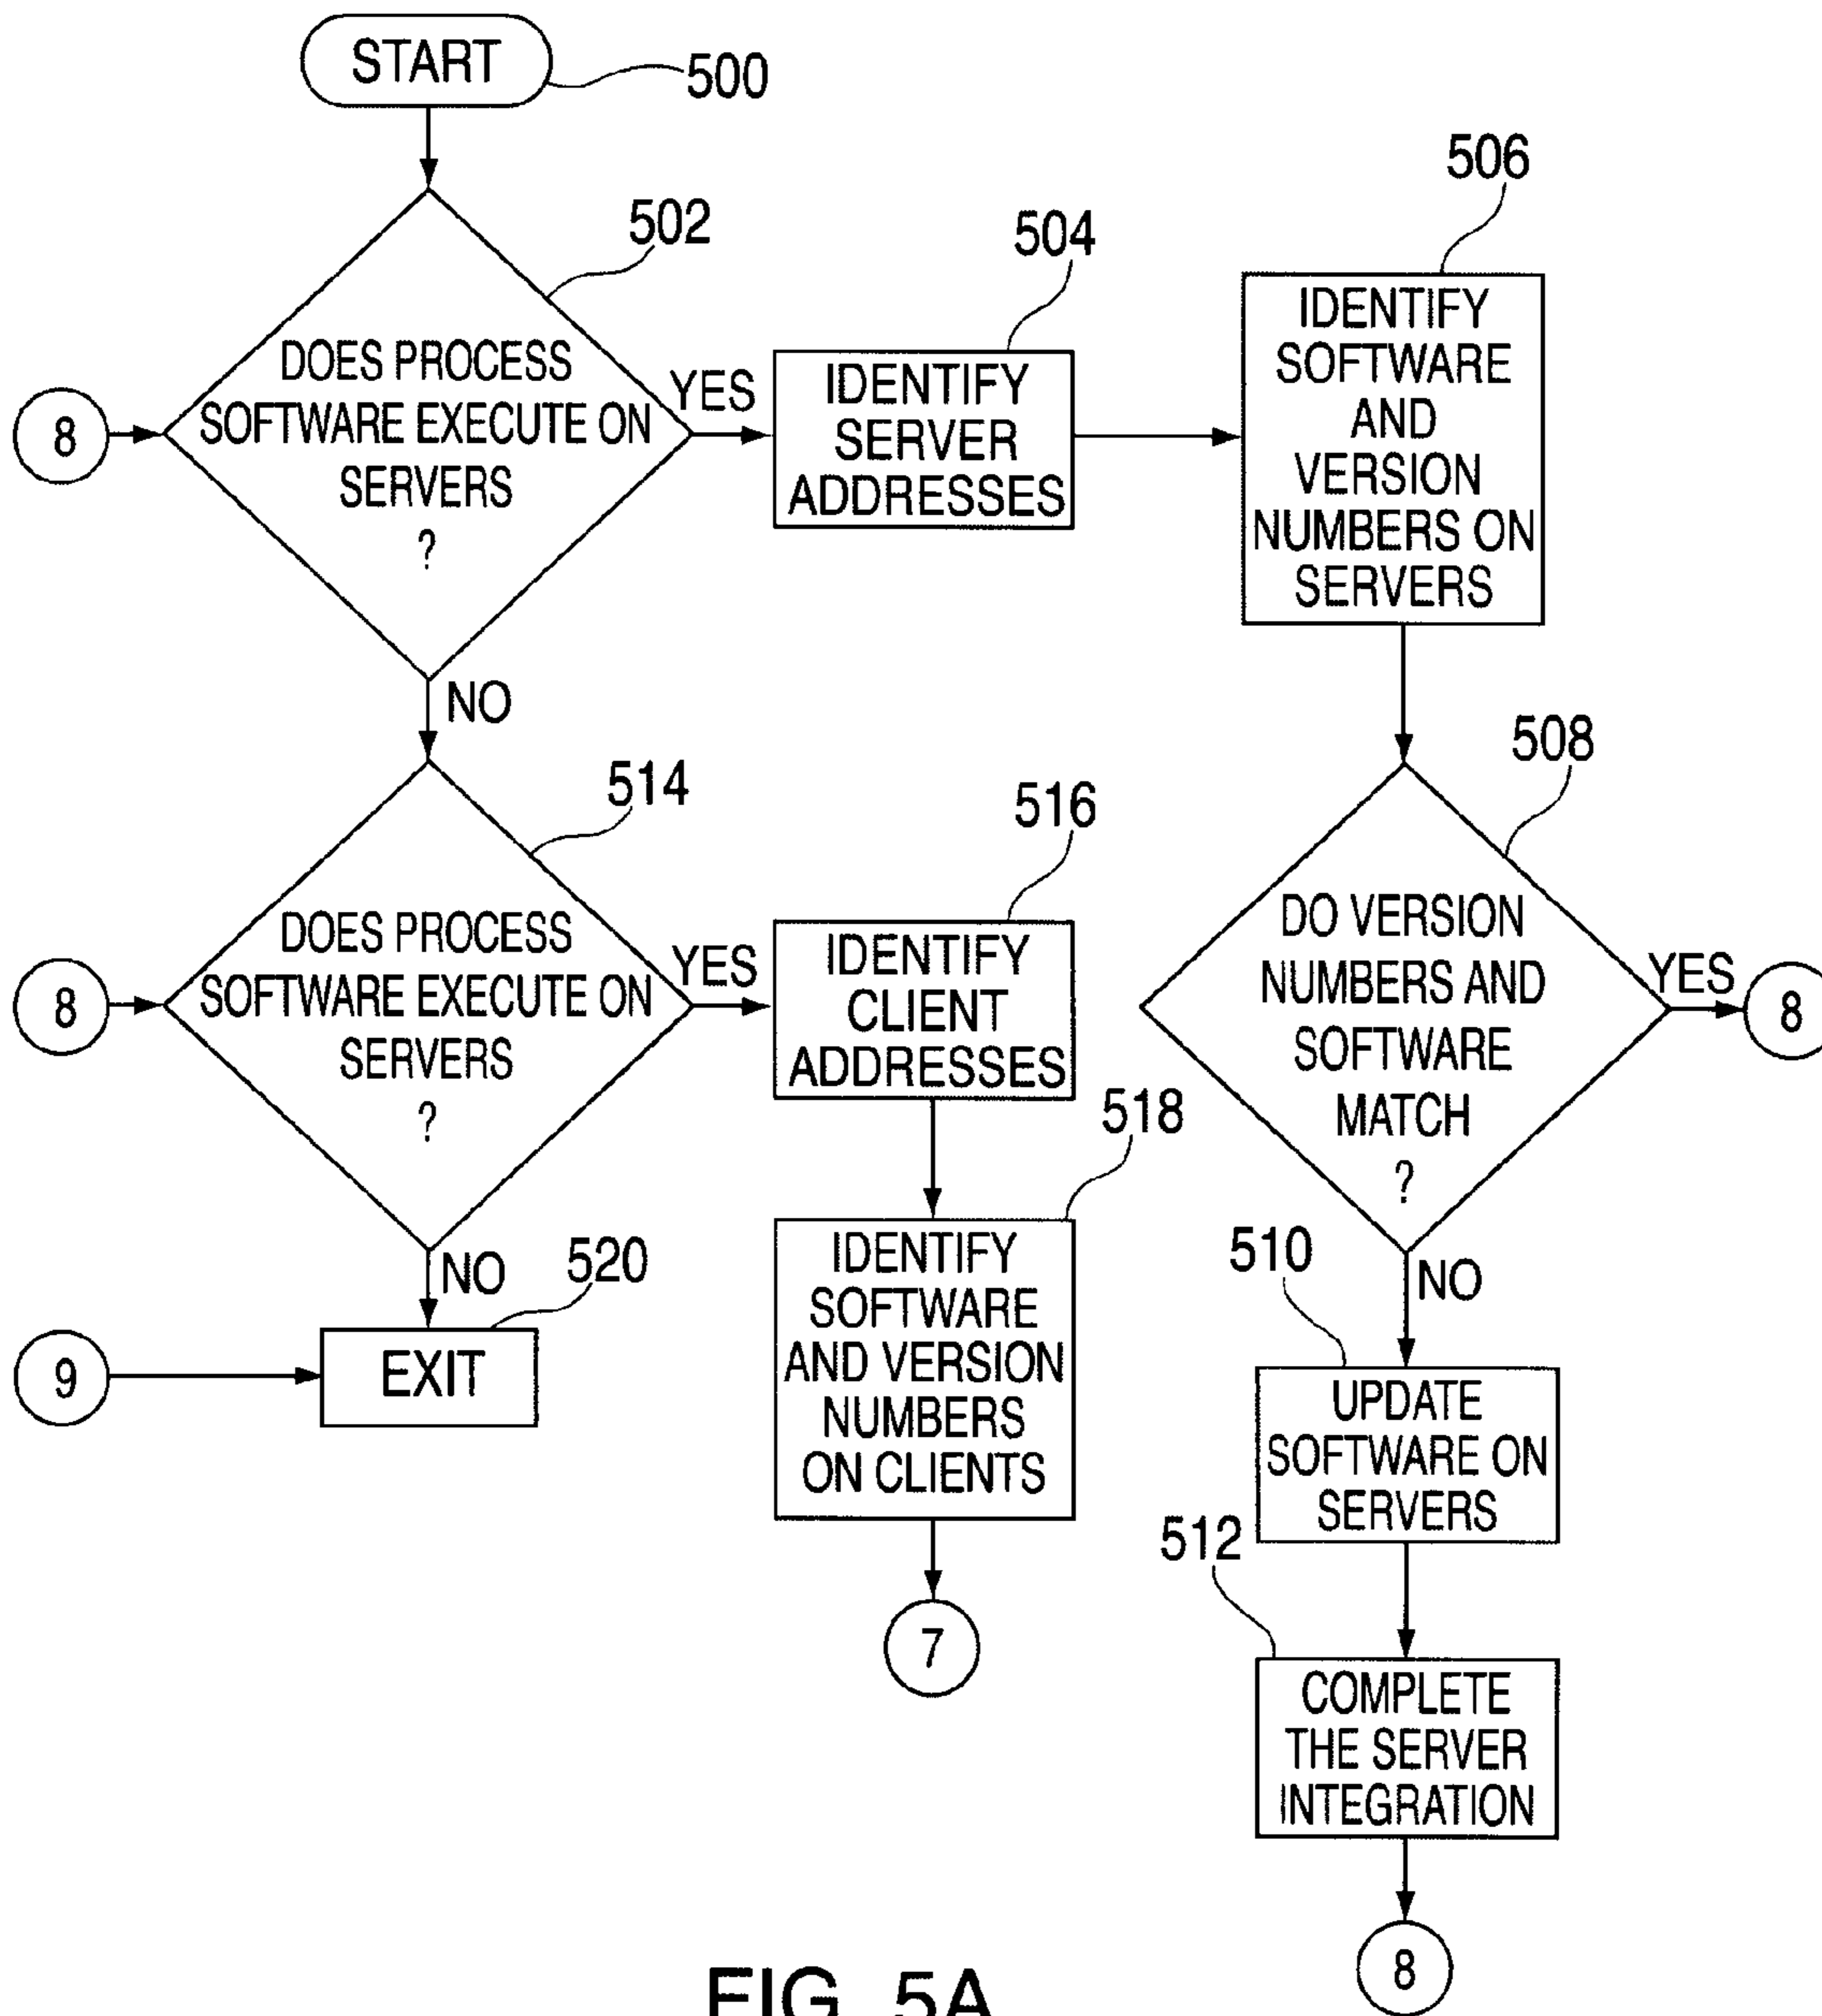 START
500
502
DOES PROCESS
SOFTWARE EXECUTE ON
SERVERS
?
8
YES
504
IDENTIFY
SERVER
ADDRESSES
506
IDENTIFY
SOFTWARE
AND
VERSION
NUMBERS ON
SERVERS
NO
514
DOES PROCESS
SOFTWARE EXECUTE ON
SERVERS
?
8
YES
516
IDENTIFY
CLIENT
ADDRESSES
508
DO VERSION
NUMBERS AND
SOFTWARE
MATCH
?
YES
8
518
IDENTIFY
SOFTWARE
AND VERSION
NUMBERS
ON CLIENTS
7
NO
520
EXIT
9
NO
510
UPDATE
SOFTWARE ON
SERVERS
512
COMPLETE
THE SERVER
INTEGRATION
8
FIG. 5A